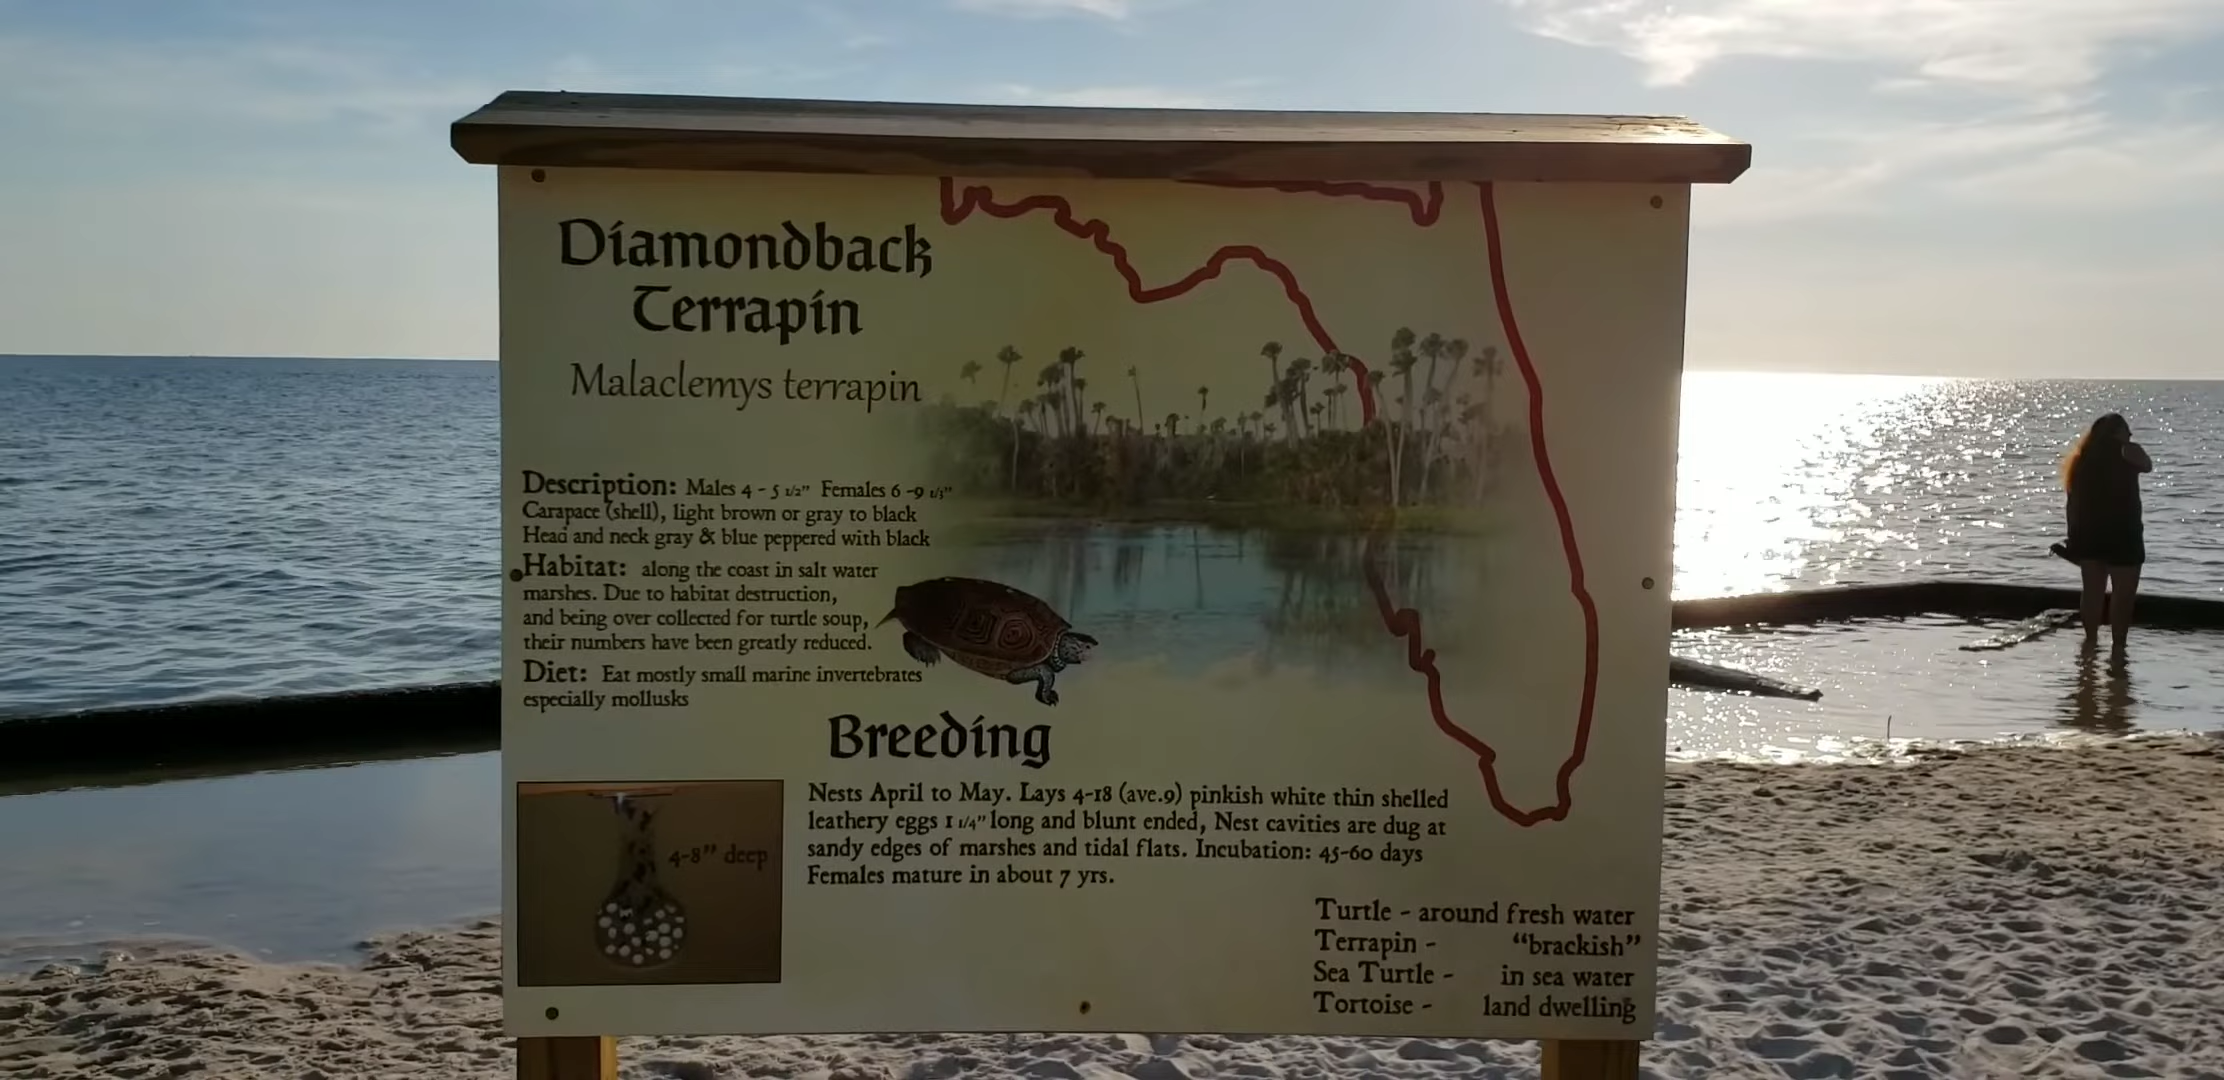 Diamondback
Terrapin
Malaclemys terrapin
Description: Males 4 - 5 1/2" Females 6 -9 1/3"
Carapace (shell), light brown or gray to black
Head and neck gray & blue peppered with black
Habitat: along the coast in salt water
marshes. Due to habitat destruction,
and being over collected for turtle soup,
their numbers have been greatly reduced.
Diet: Eat mostly small marine invertebrates
especially mollusks
Breeding
4-8" deep
Nests April to May. Lays 4-18 (ave.9) pinkish white thin shelled
leathery eggs 1 1/4" long and blunt ended, Nest cavities are dug at
sandy edges of marshes and tidal flats. Incubation: 45-60 days
Females mature in about 7 yrs.
Turtle - around fresh water
Terrapin - "brackish"
Sea Turtle - in sea water
Tortoise - land dwelling